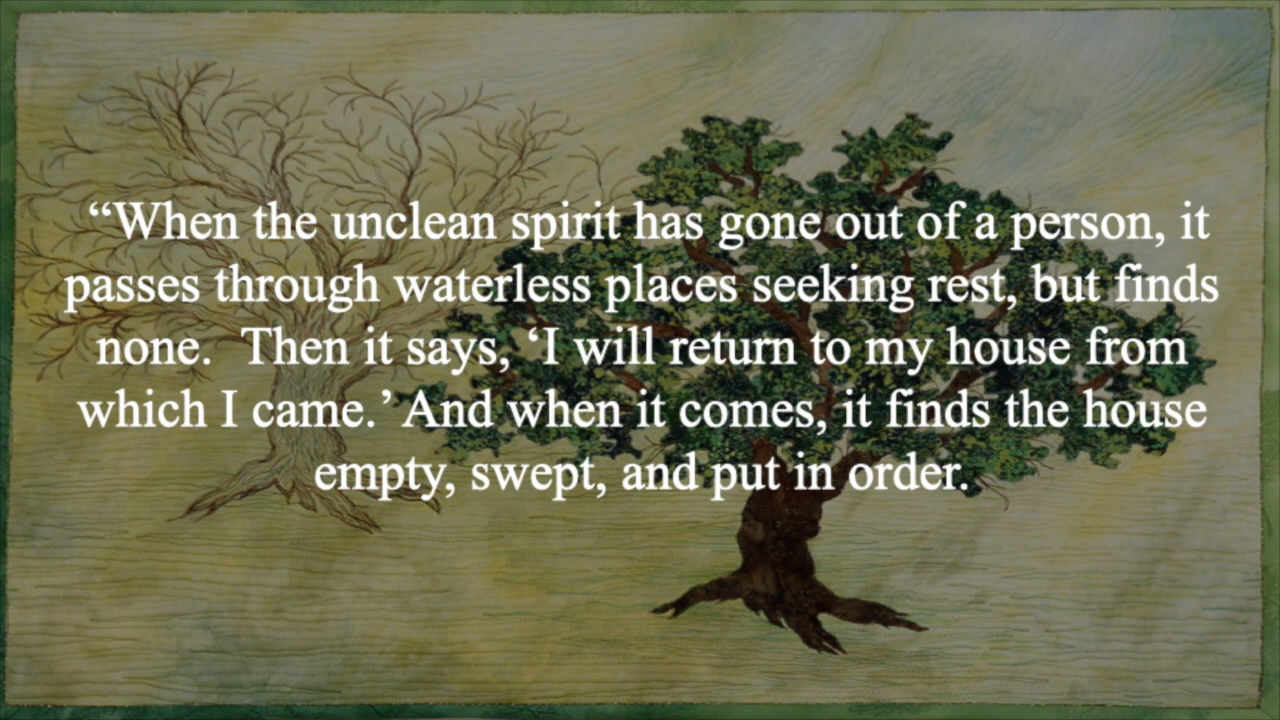 “When the unclean spirit has gone out of a person, it
passes through waterless places seeking rest, but finds
none.  Then it says, ‘I will return to my house from
which I came.’ And when it comes, it finds the house
empty, swept, and put in order.